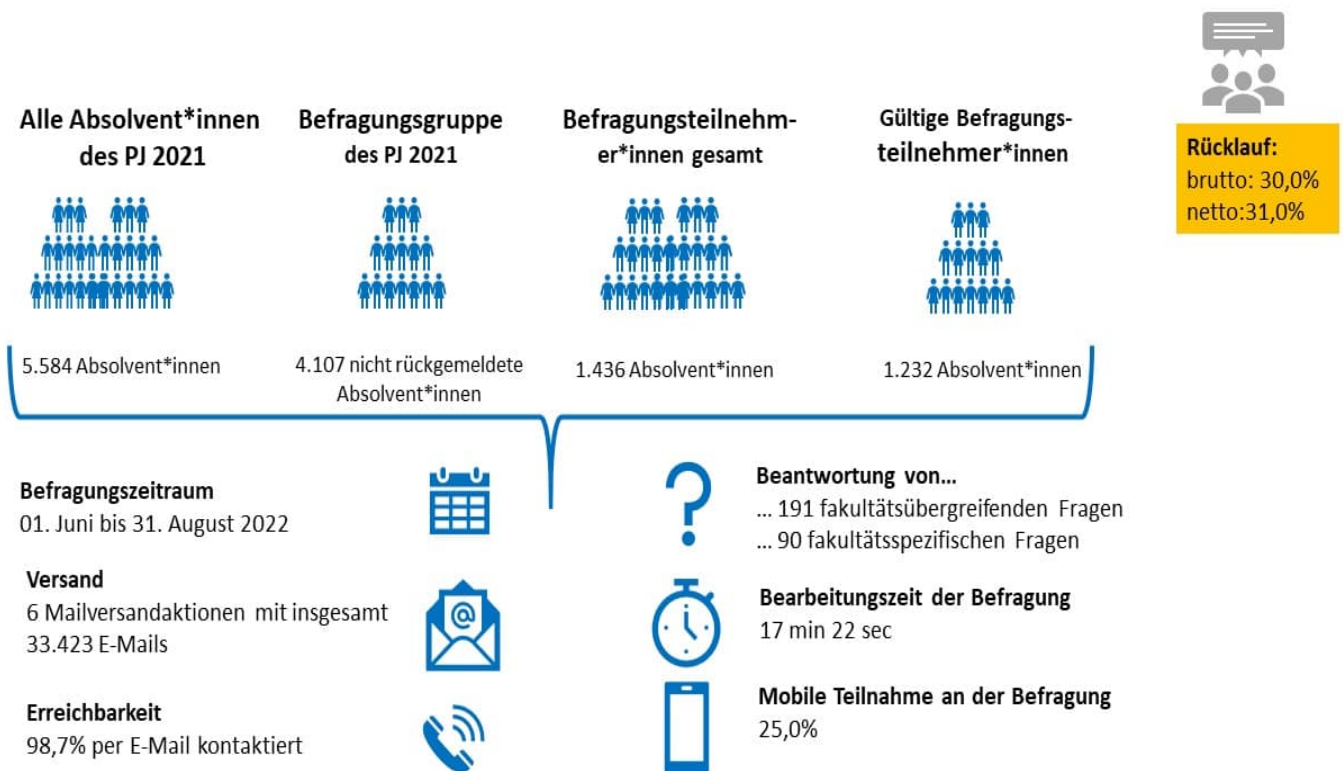 Alle Absolvent*innen
des PJ 2021
Befragungsgruppe
des PJ 2021
Befragungsteilnehm-
er*innen gesamt
Gültige Befragungs-
teilnehmer*innen
Rücklauf:
brutto: 30,0%
netto:31,0%
5.584 Absolvent*innen
4.107 nicht rückgemeldete
Absolvent*innen
1.436 Absolvent*innen
1.232 Absolvent*innen
Befragungszeitraum
01. Juni bis 31. August 2022
Versand
6 Mailversandaktionen mit insgesamt
33.423 E-Mails
@
Erreichbarkeit
98,7% per E-Mail kontaktiert
?
Beantwortung von...
... 191 fakultätsübergreifenden Fragen
... 90 fakultätsspezifischen Fragen
Bearbeitungszeit der Befragung
17 min 22 sec
Mobile Teilnahme an der Befragung
25,0%